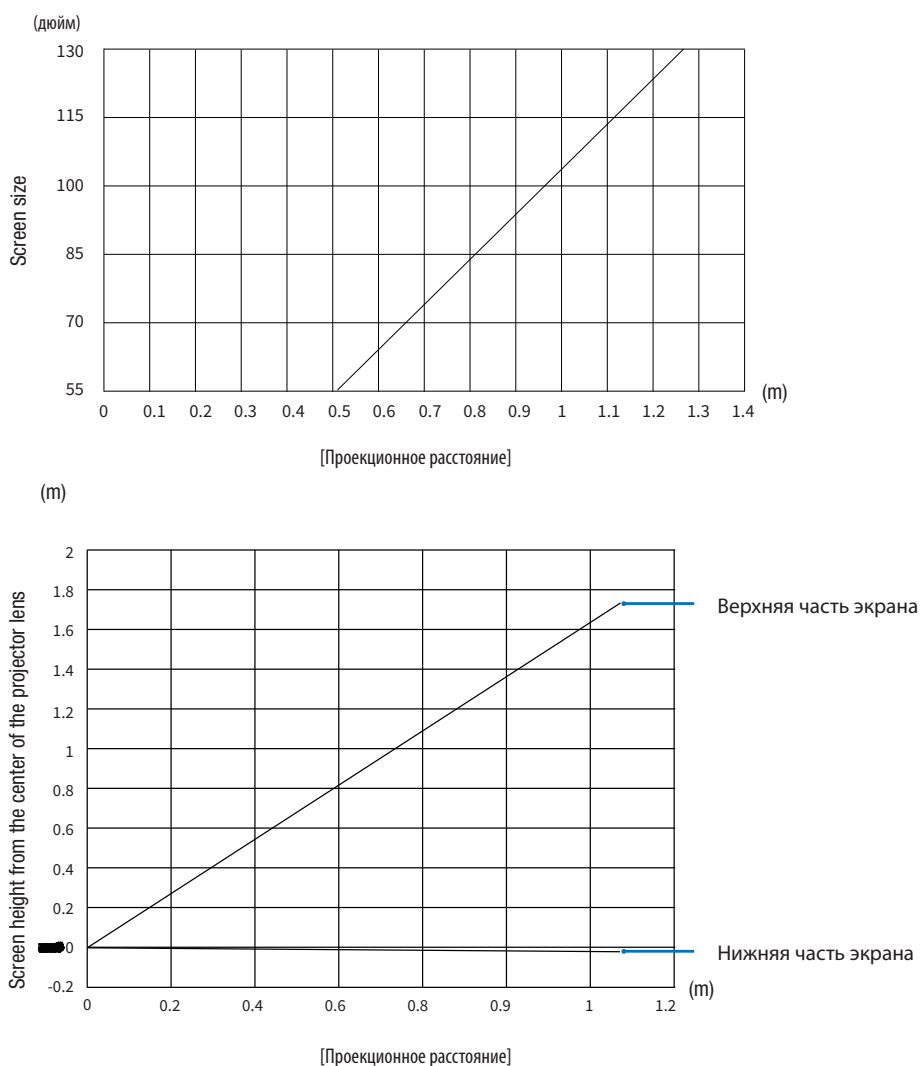 (дюйм)
130
115
100
85
70
55
Screen size
0 0.1 0.2 0.3 0.4 0.5 0.6 0.7 0.8 0.9 1 1.1 1.2 1.3 1.4
(m)
[Проекционное расстояние]
(m)
2
1.8
1.6
1.4
1.2
1
0.8
0.6
0.4
0.2
0
-0.2
Screen height from the center of the projector lens
Верхняя часть экрана
Нижняя часть экрана
0 0.2 0.4 0.6 0.8 0.9 1 1.2
(m)
[Проекционное расстояние]